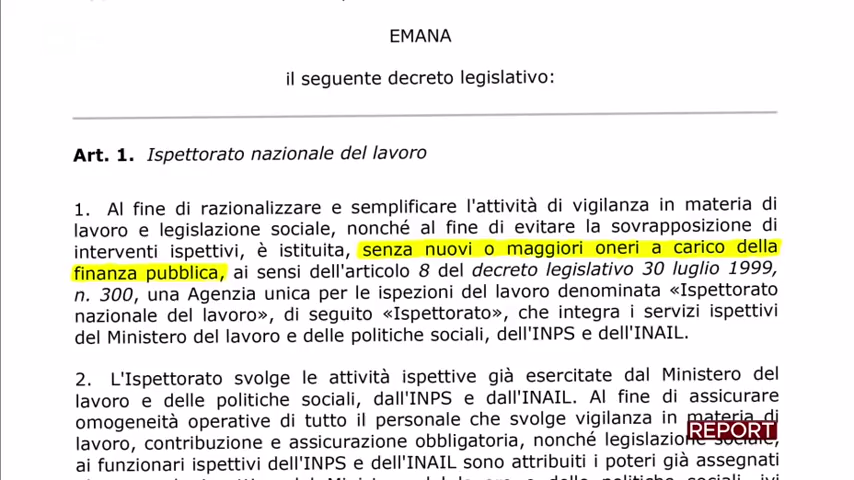 EMANA
il seguente decreto legislativo:
Art. 1. Ispettorato nazionale del lavoro
1. Al fine di razionalizzare e semplificare l'attività di vigilanza in materia di
lavoro e legislazione sociale, nonché al fine di evitare la sovrapposizione di
interventi ispettivi, è istituita, senza nuovi o maggiori oneri a carico della
finanza pubblica, ai sensi dell'articolo 8 del decreto legislativo 30 luglio 1999,
n. 300, una Agenzia unica per le ispezioni del lavoro denominata «Ispettorato
nazionale del lavoro», di seguito «Ispettorato», che integra i servizi ispettivi
del Ministero del lavoro e delle politiche sociali, dell'INPS e dell'INAIL.
2. L'Ispettorato svolge le attività ispettive già esercitate dal Ministero del
lavoro e delle politiche sociali, dall'INPS e dall'INAIL. Al fine di assicurare
omogeneità operative di tutto il personale che svolge vigilanza in materia di
REPORT
lavoro, contribuzione e assicurazione obbligatoria, nonché legislazione sociale,
ai funzionari ispettivi dell'INPS e dell'INAIL sono attribuiti i poteri già assegnati